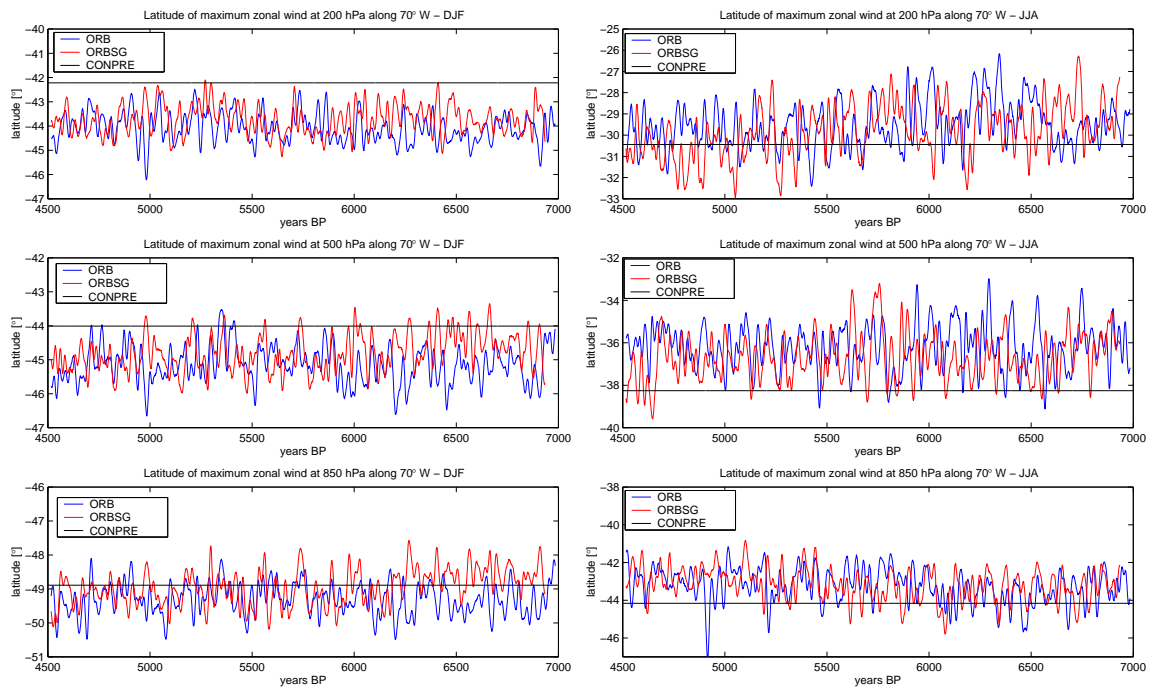 Latitude of maximum zonal wind at 200 hPa along 70° W − DJF
−40
−41
−42
−43
−44
−45
−46
−47
latitude [°]
ORB
ORBSG
CONPRE
4500 5000 5500 6000 6500 7000
years BP
Latitude of maximum zonal wind at 200 hPa along 70° W − JJA
−25
−26
−27
−28
−29
−30
−31
−33
latitude [°]
ORB
ORBSG
CONPRE
4500 5000 5500 6000 6500 7000
years BP
Latitude of maximum zonal wind at 500 hPa along 70° W − DJF
−42
−43
−44
−45
−46
−47
latitude [°]
ORB
ORBSG
CONPRE
4500 5000 5500 6000 6500 7000
years BP
Latitude of maximum zonal wind at 500 hPa along 70° W − JJA
−32
−34
−36
−38
−40
latitude [°]
ORB
ORBSG
CONPRE
4500 5000 5500 6000 6500 7000
years BP
Latitude of maximum zonal wind at 850 hPa along 70° W − DJF
−46
−47
−48
−49
−50
−51
latitude [°]
ORB
ORBSG
CONPRE
4500 5000 5500 6000 6500 7000
years BP
Latitude of maximum zonal wind at 850 hPa along 70° W − JJA
−38
−40
−42
−44
−46
latitude [°]
ORB
ORBSG
CONPRE
4500 5000 5500 6000 6500 7000
years BP